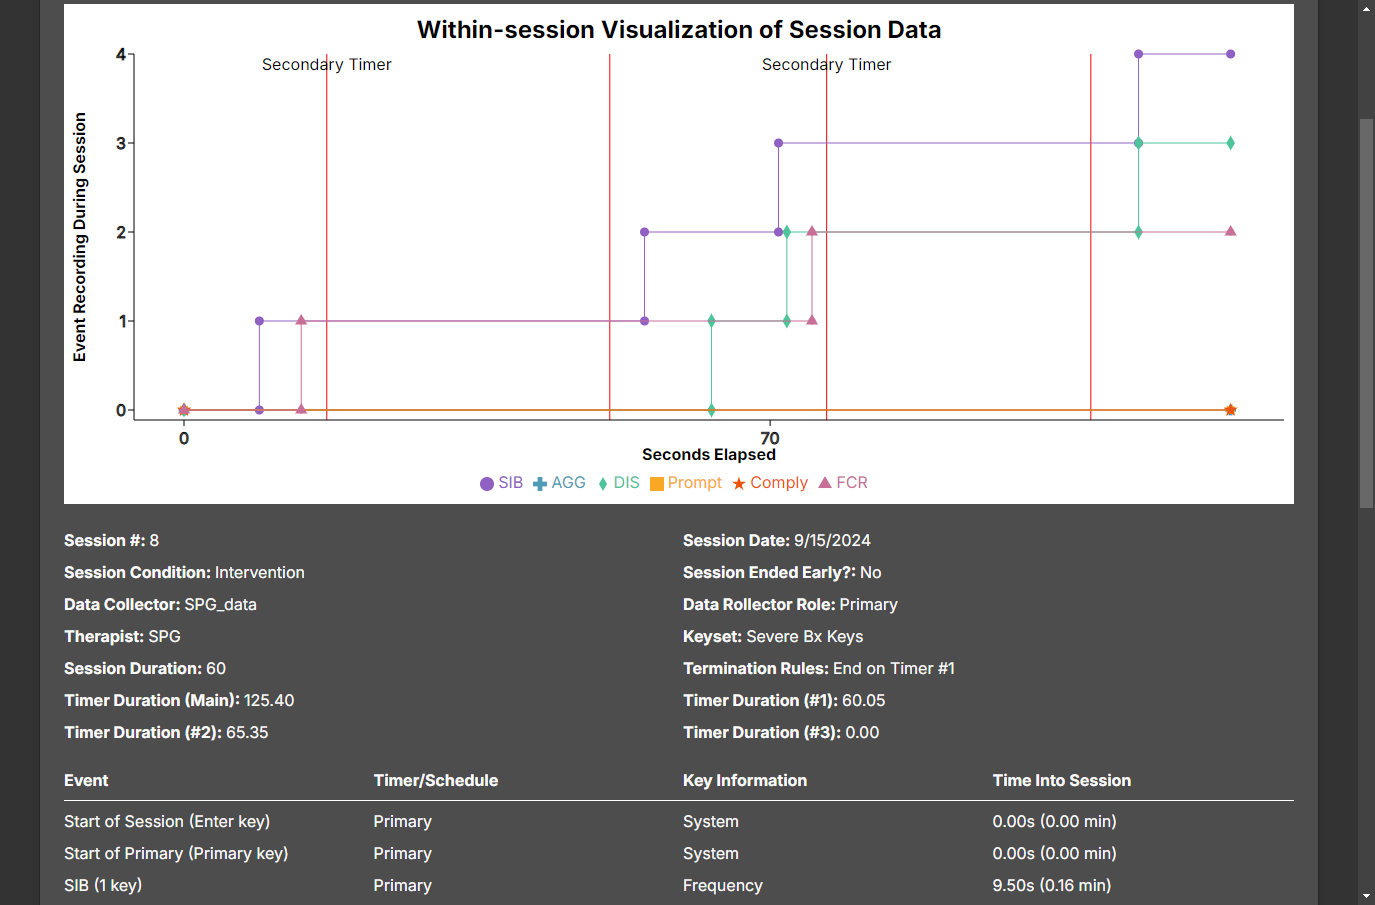 Within-session Visualization of Session Data
Secondary Timer
Secondary Timer
Event Recording During Session
4
3
2
1
0
0
70
Seconds Elapsed
SIB AGG DIS Prompt Comply FCR
Session #: 8
Session Date: 9/15/2024
Session Condition: Intervention
Session Ended Early?: No
Data Collector: SPG_data
Data Rollector Role: Primary
Therapist: SPG
Keyset: Severe Bx Keys
Session Duration: 60
Termination Rules: End on Timer #1
Timer Duration (Main): 125.40
Timer Duration (#1): 60.05
Timer Duration (#2): 65.35
Timer Duration (#3): 0.00
Event Timer/Schedule Key Information Time Into Session
Start of Session (Enter key) Primary System 0.00s (0.00 min)
Start of Primary (Primary key) Primary System 0.00s (0.00 min)
SIB (1 key) Primary Frequency 9.50s (0.16 min)